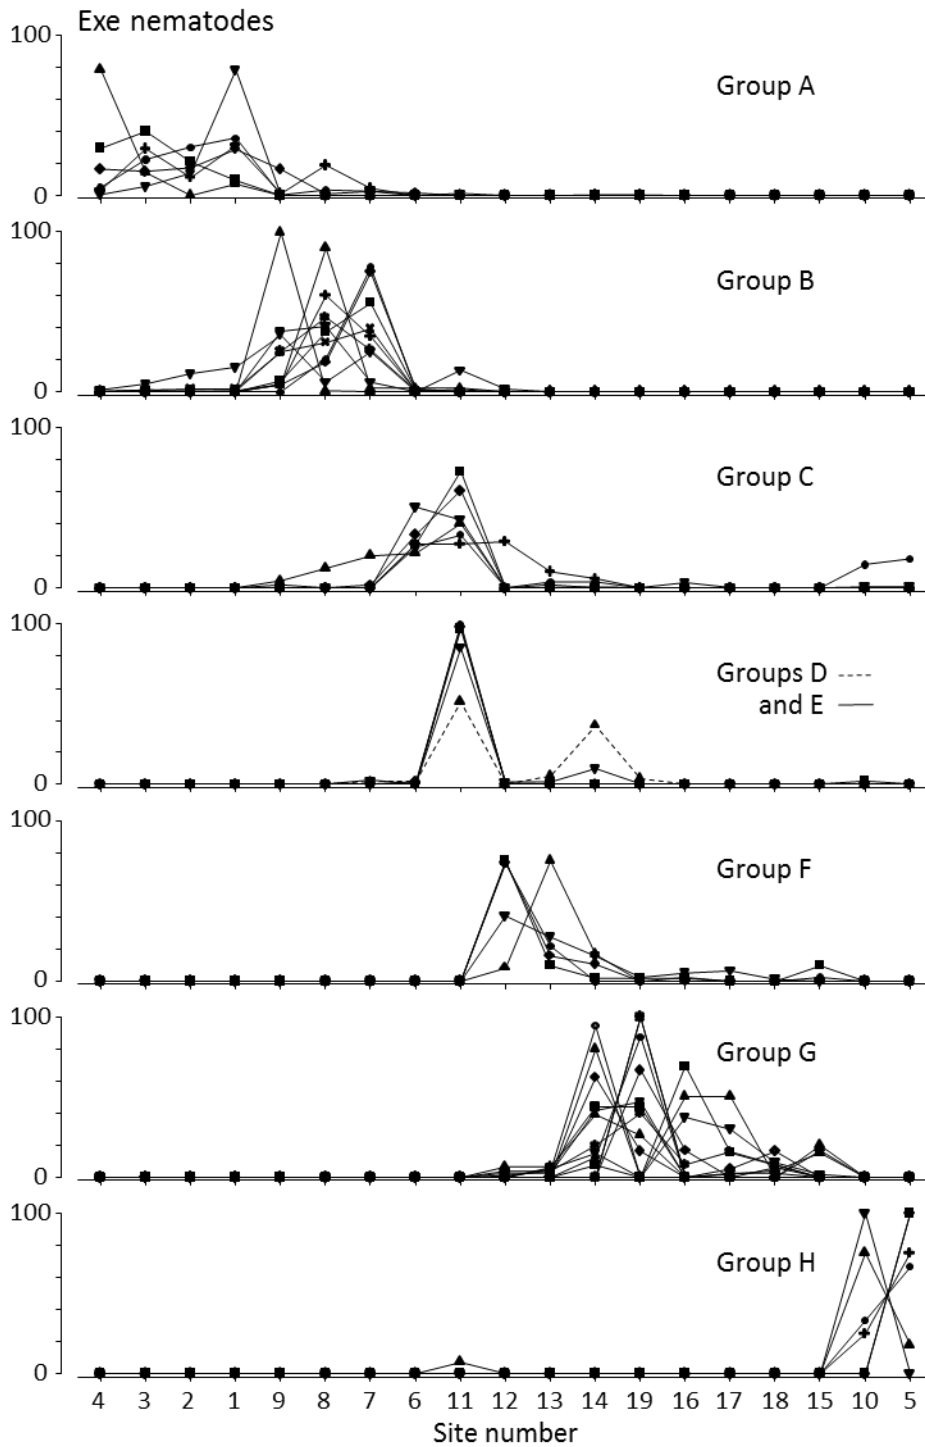 Exe nematodes
100
Group A
0
100
Group B
0
100
Group C
0
100
Groups D
and E
0
100
Group F
0
100
Group G
0
100
Group H
0
4 3 2 1 9 8 7 6 11 12 13 14 19 16 17 18 15 10 5
Site number